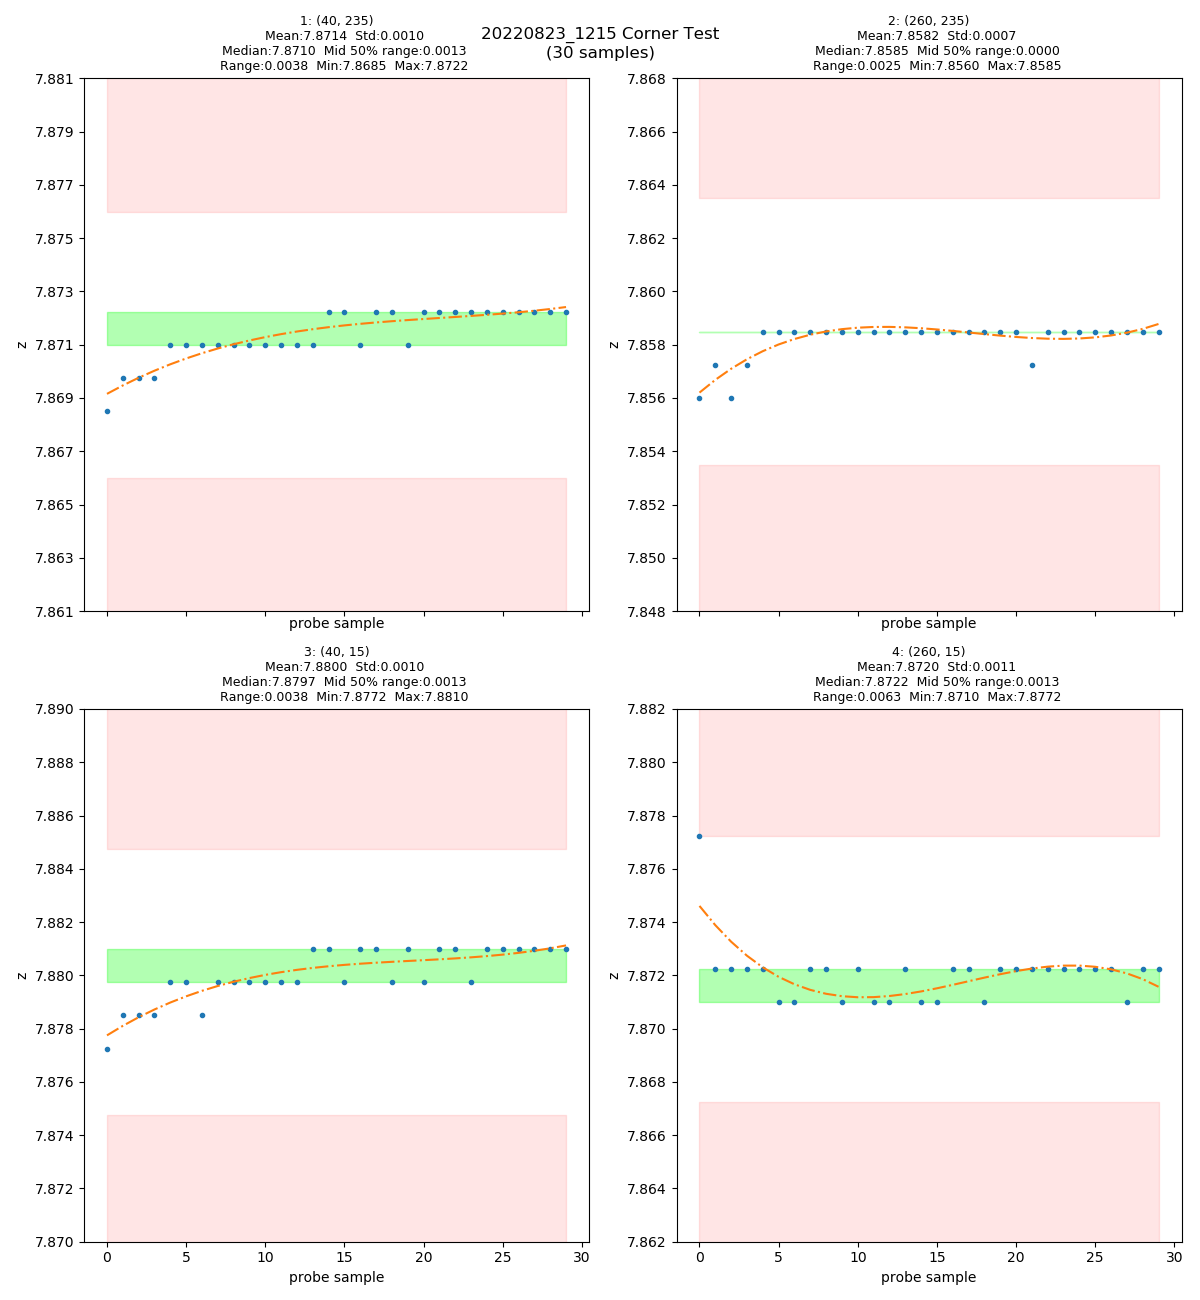 20220823_1215 Corner Test
(30 samples)
1: (40, 235)
Mean:7.8714  Std:0.0010
Median:7.8710  Mid 50% range:0.0013
Range:0.0038  Min:7.8685  Max:7.8722
7.881
7.879
7.877
7.875
7.873
7.871
7.869
7.867
7.865
7.863
7.861
z
probe sample
2: (260, 235)
Mean:7.8582  Std:0.0007
Median:7.8585  Mid 50% range:0.0000
Range:0.0025  Min:7.8560  Max:7.8585
7.868
7.866
7.864
7.862
7.860
7.858
7.856
7.854
7.852
7.850
7.848
z
probe sample
3: (40, 15)
Mean:7.8800  Std:0.0010
Median:7.8797  Mid 50% range:0.0013
Range:0.0038  Min:7.8772  Max:7.8810
7.890
7.888
7.886
7.884
7.882
7.880
7.878
7.876
7.874
7.872
7.870
z
0 5 10 15 20 25 30
probe sample
4: (260, 15)
Mean:7.8720  Std:0.0011
Median:7.8722  Mid 50% range:0.0013
Range:0.0063  Min:7.8710  Max:7.8772
7.882
7.880
7.878
7.876
7.874
7.872
7.870
7.868
7.866
7.864
7.862
z
0 5 10 15 20 25 30
probe sample